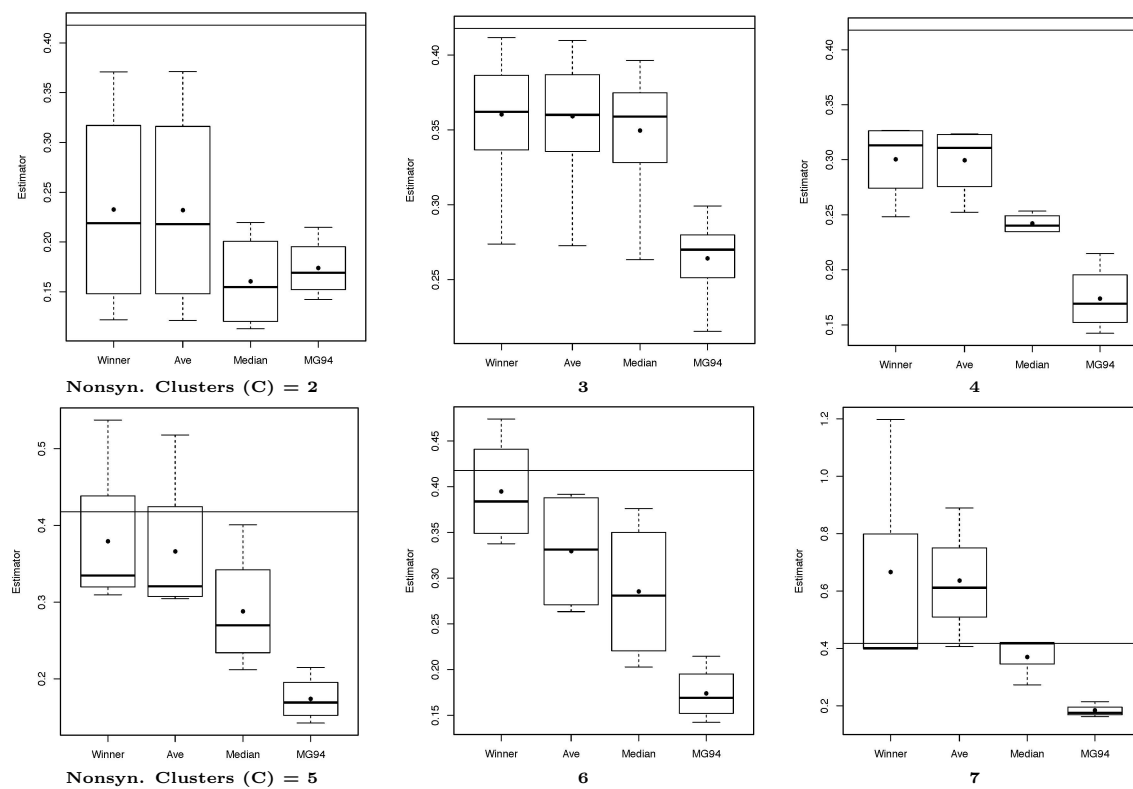 0.40
0.35
0.30
0.25
0.20
0.15
Estimator
Winner Ave Median MG94
0.40
0.35
0.30
0.25
Estimator
Winner Ave Median MG94
0.40
0.35
0.30
0.25
0.20
0.15
Estimator
Winner Ave Median MG94
Nonsyn. Clusters (C) = 2 3 4
0.5
0.4
0.3
0.2
Estimator
Winner Ave Median MG94
0.45
0.40
0.35
0.30
0.25
0.20
0.15
Estimator
Winner Ave Median MG94
1.2
1.0
0.8
0.6
0.4
0.2
Estimator
Winner Ave Median MG94
Nonsyn. Clusters (C) = 5 6 7